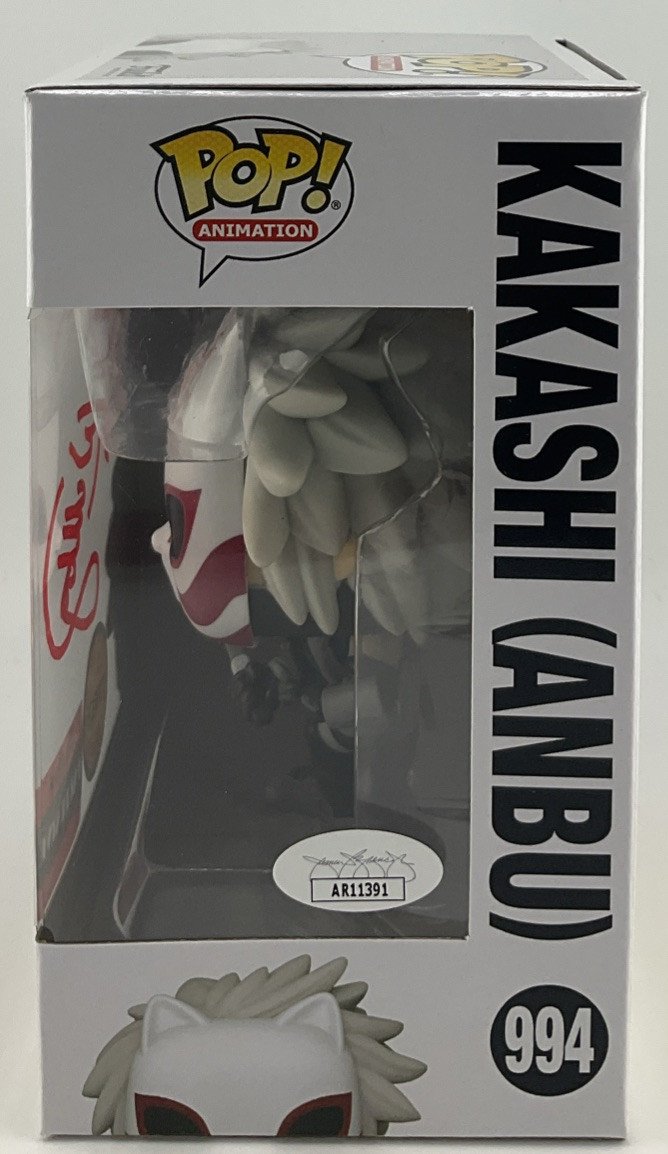 POP!
ANIMATION
KAKASHI (ANBU)
994
AR11391